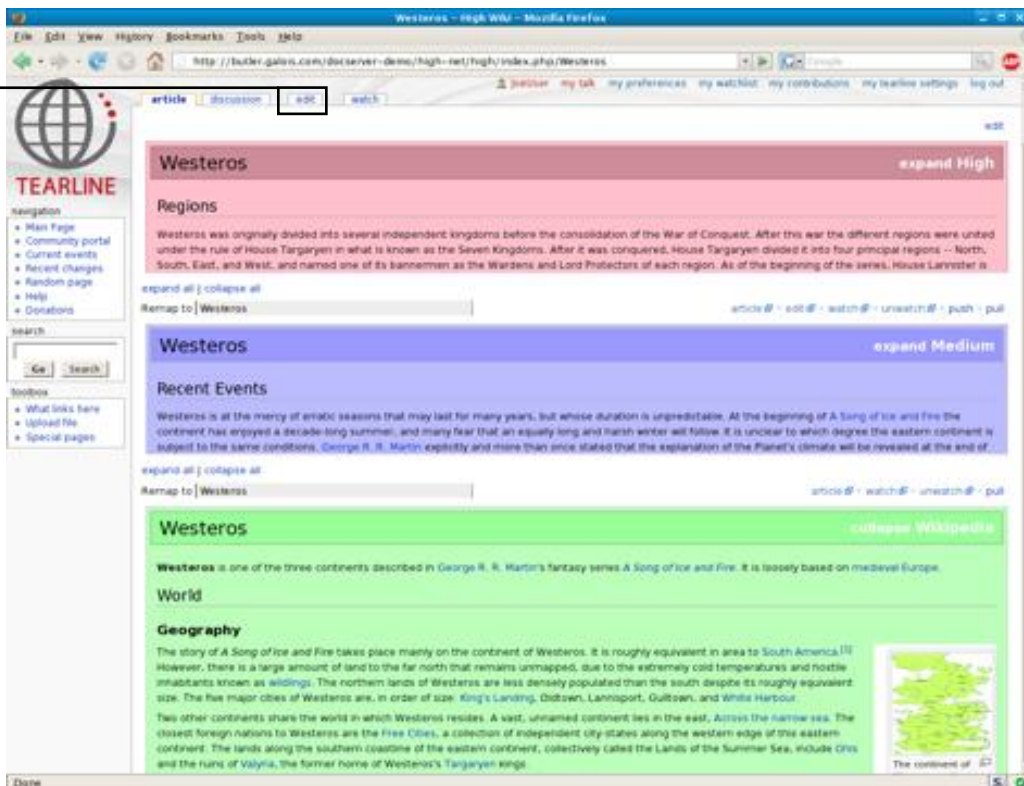 Westeros - High Wiki - Mozilla Firefox
File Edit View History Bookmarks Tools Help
http://butler.galois.com/docserver-demo/high-net/high/index.php/Westeros
my talk my preferences my watchlist my contributions my tearline settings log out
article discussion edit watch
edit
TEARLINE
navigation
Main Page
Community portal
Current events
Recent changes
Random page
Help
Donations
search
Go Search
toolbox
What links here
Upload file
Special pages
Westeros expand High
Regions
Westeros was originally divided into several independent kingdoms before the consolidation of the War of Conquest. After this war the different regions were united
under the rule of House Targaryen in what is known as the Seven Kingdoms. After it was conquered, House Targaryen divided it into four principal regions -- North,
South, East, and West, and named one of its bannermen as the Wardens and Lord Protectors of each region. As of the beginning of the series, House Lannister is
expand all | collapse all
Remap to Westeros article - edit - watch - unwatch - push - pull
Westeros expand Medium
Recent Events
Westeros is at the mercy of erratic seasons that may last for many years, but whose duration is unpredictable. At the beginning of A Song of Ice and Fire the
continent has enjoyed a decade-long summer, and many fear that an equally long and harsh winter will follow. It is unclear to which degree the eastern continent is
subject to the same conditions. George R. R. Martin explicitly and more than once stated that the explanation of the Planet's climate will be revealed at the end of
expand all | collapse all
Remap to Westeros article - watch - unwatch - pull
Westeros collapse Wikipedia
Westeros is one of the three continents described in George R. R. Martin's fantasy series A Song of Ice and Fire. It is loosely based on medieval Europe.
World
Geography
The story of A Song of Ice and Fire takes place mainly on the continent of Westeros. It is roughly equivalent in area to South America.[1]
However, there is a large amount of land to the far north that remains unmapped, due to the extremely cold temperatures and hostile
inhabitants known as wildlings. The northern lands of Westeros are less densely populated than the south despite its roughly equivalent
size. The five major cities of Westeros are, in order of size: King's Landing, Oldtown, Lannisport, Gulltown, and White Harbour.
Two other continents share the world in which Westeros resides. A vast, unnamed continent lies in the east, Across the narrow sea. The
closest foreign nations to Westeros are the Free Cities, a collection of independent city-states along the western edge of this eastern
continent. The lands along the southern coastline of the eastern continent, collectively called the Lands of the Summer Sea, include Ghis
and the ruins of Valyria, the former home of Westeros's Targaryen kings.
The continent of
Done